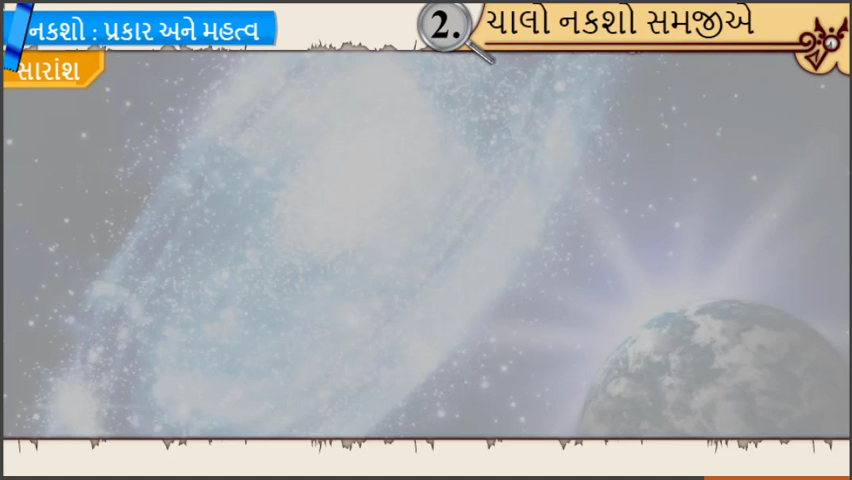 નકશો : પ્રકાર અને મહત્વ
2. ચાલો નકશો સમજીએ
સારાંશ